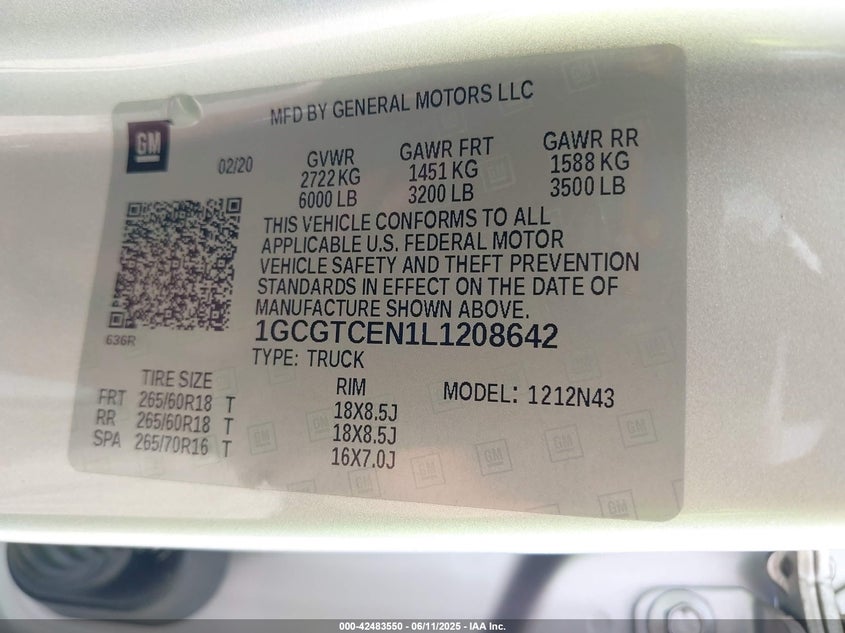 MFD BY GENERAL MOTORS LLC
GM
02/20
GVWR
2722 KG
6000 LB
GAWR FRT
1451 KG
3200 LB
GAWR RR
1588 KG
3500 LB
THIS VEHICLE CONFORMS TO ALL
APPLICABLE U.S. FEDERAL MOTOR
VEHICLE SAFETY AND THEFT PREVENTION
STANDARDS IN EFFECT ON THE DATE OF
MANUFACTURE SHOWN ABOVE.
636R
1GCGTCEN1L1208642
TYPE: TRUCK
TIRE SIZE
RIM
MODEL: 1212N43
FRT 265/60R18 T 18X8.5J
RR 265/60R18 T 18X8.5J
SPA 265/70R16 T 16X7.0J
000-42483550 - 06/11/2025 - IAA Inc.